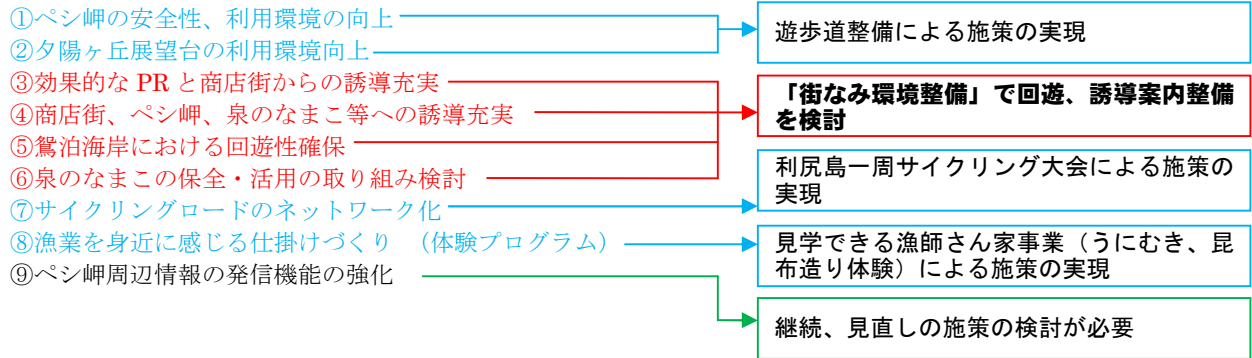 ①ペシ岬の安全性、利用環境の向上
②夕陽ヶ丘展望台の利用環境向上
③効果的な PR と商店街からの誘導充実
④商店街、ペシ岬、泉のなまこ等への誘導充実
⑤鴛泊海岸における回遊性確保
⑥泉のなまこの保全・活用の取り組み検討
⑦サイクリングロードのネットワーク化
⑧漁業を身近に感じる仕掛けづくり （体験プログラム）
⑨ペシ岬周辺情報の発信機能の強化
遊歩道整備による施策の実現
「街なみ環境整備」で回遊、誘導案内整備
を検討
利尻島一周サイクリング大会による施策の
実現
見学できる漁師さん家事業（うにむき、昆
布造り体験）による施策の実現
継続、見直しの施策の検討が必要